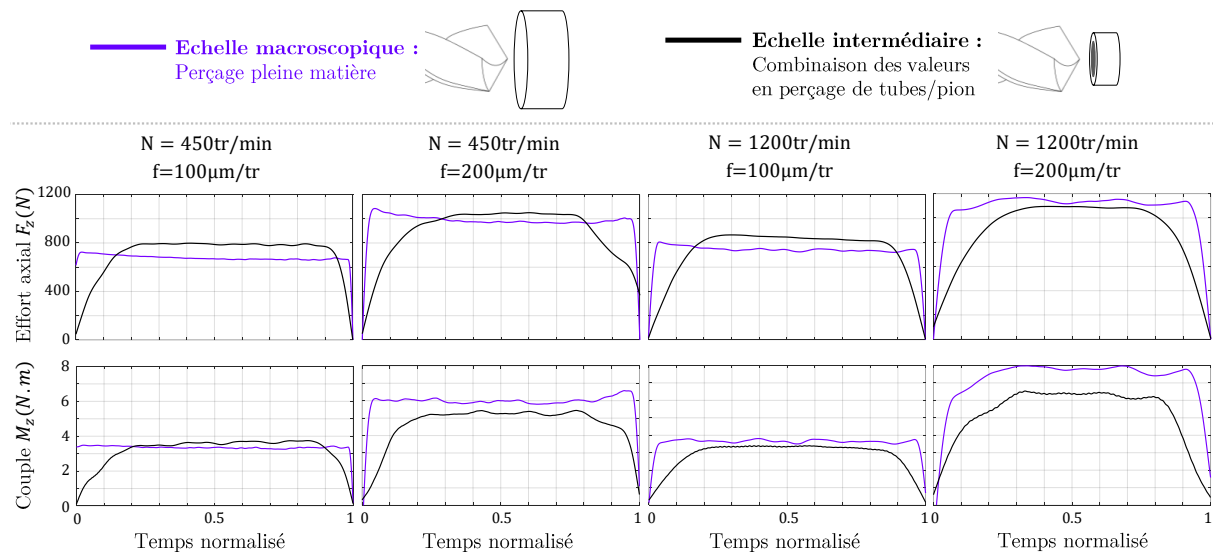 Echelle macroscopique :
Perçage pleine matière
Echelle intermédiaire :
Combinaison des valeurs
en perçage de tubes/pion
N = 450tr/min
f=100µm/tr
N = 450tr/min
f=200µm/tr
N = 1200tr/min
f=100µm/tr
N = 1200tr/min
f=200µm/tr
Effort axial Fz(N)
1200
800
400
0
Couple Mz(N.m)
8
6
4
2
0
0 0.5 1
0 0.5 1
0 0.5 1
0 0.5 1
Temps normalisé
Temps normalisé
Temps normalisé
Temps normalisé